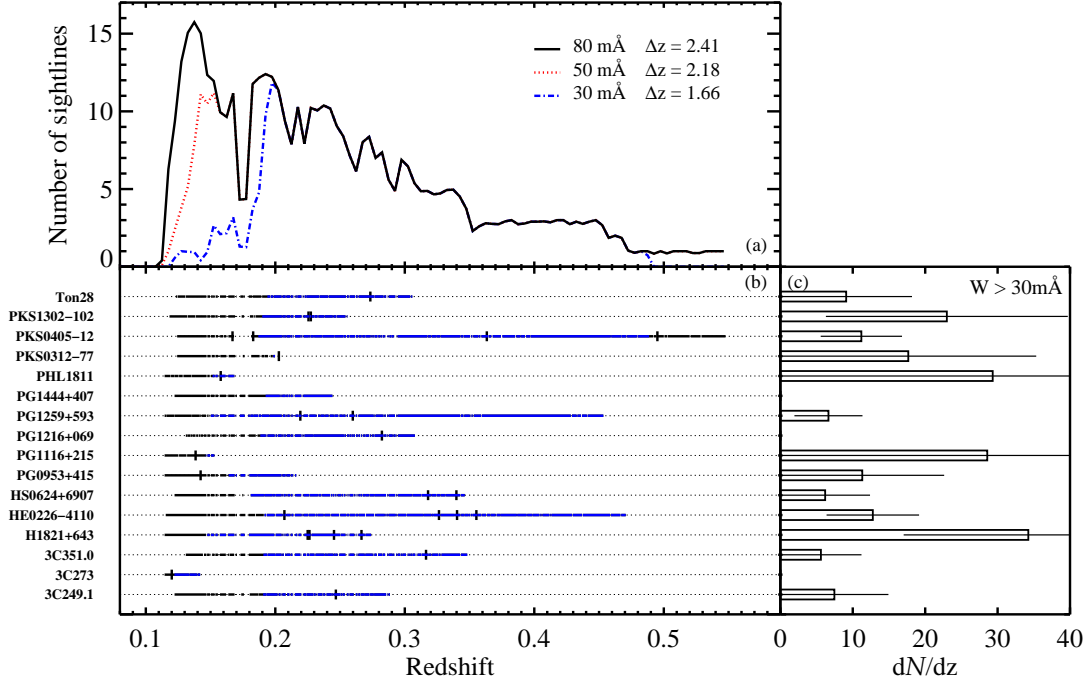 15
10
5
0
Number of sightlines
80 mÅ Δz = 2.41
50 mÅ Δz = 2.18
30 mÅ Δz = 1.66
(a)
(b)
(c)
W > 30mÅ
Ton28
PKS1302−102
PKS0405−12
PKS0312−77
PHL1811
PG1444+407
PG1259+593
PG1216+069
PG1116+215
PG0953+415
HS0624+6907
HE0226−4110
H1821+643
3C351.0
3C273
3C249.1
0.1 0.2 0.3 0.4 0.5
Redshift
0 10 20 30 40
dN/dz